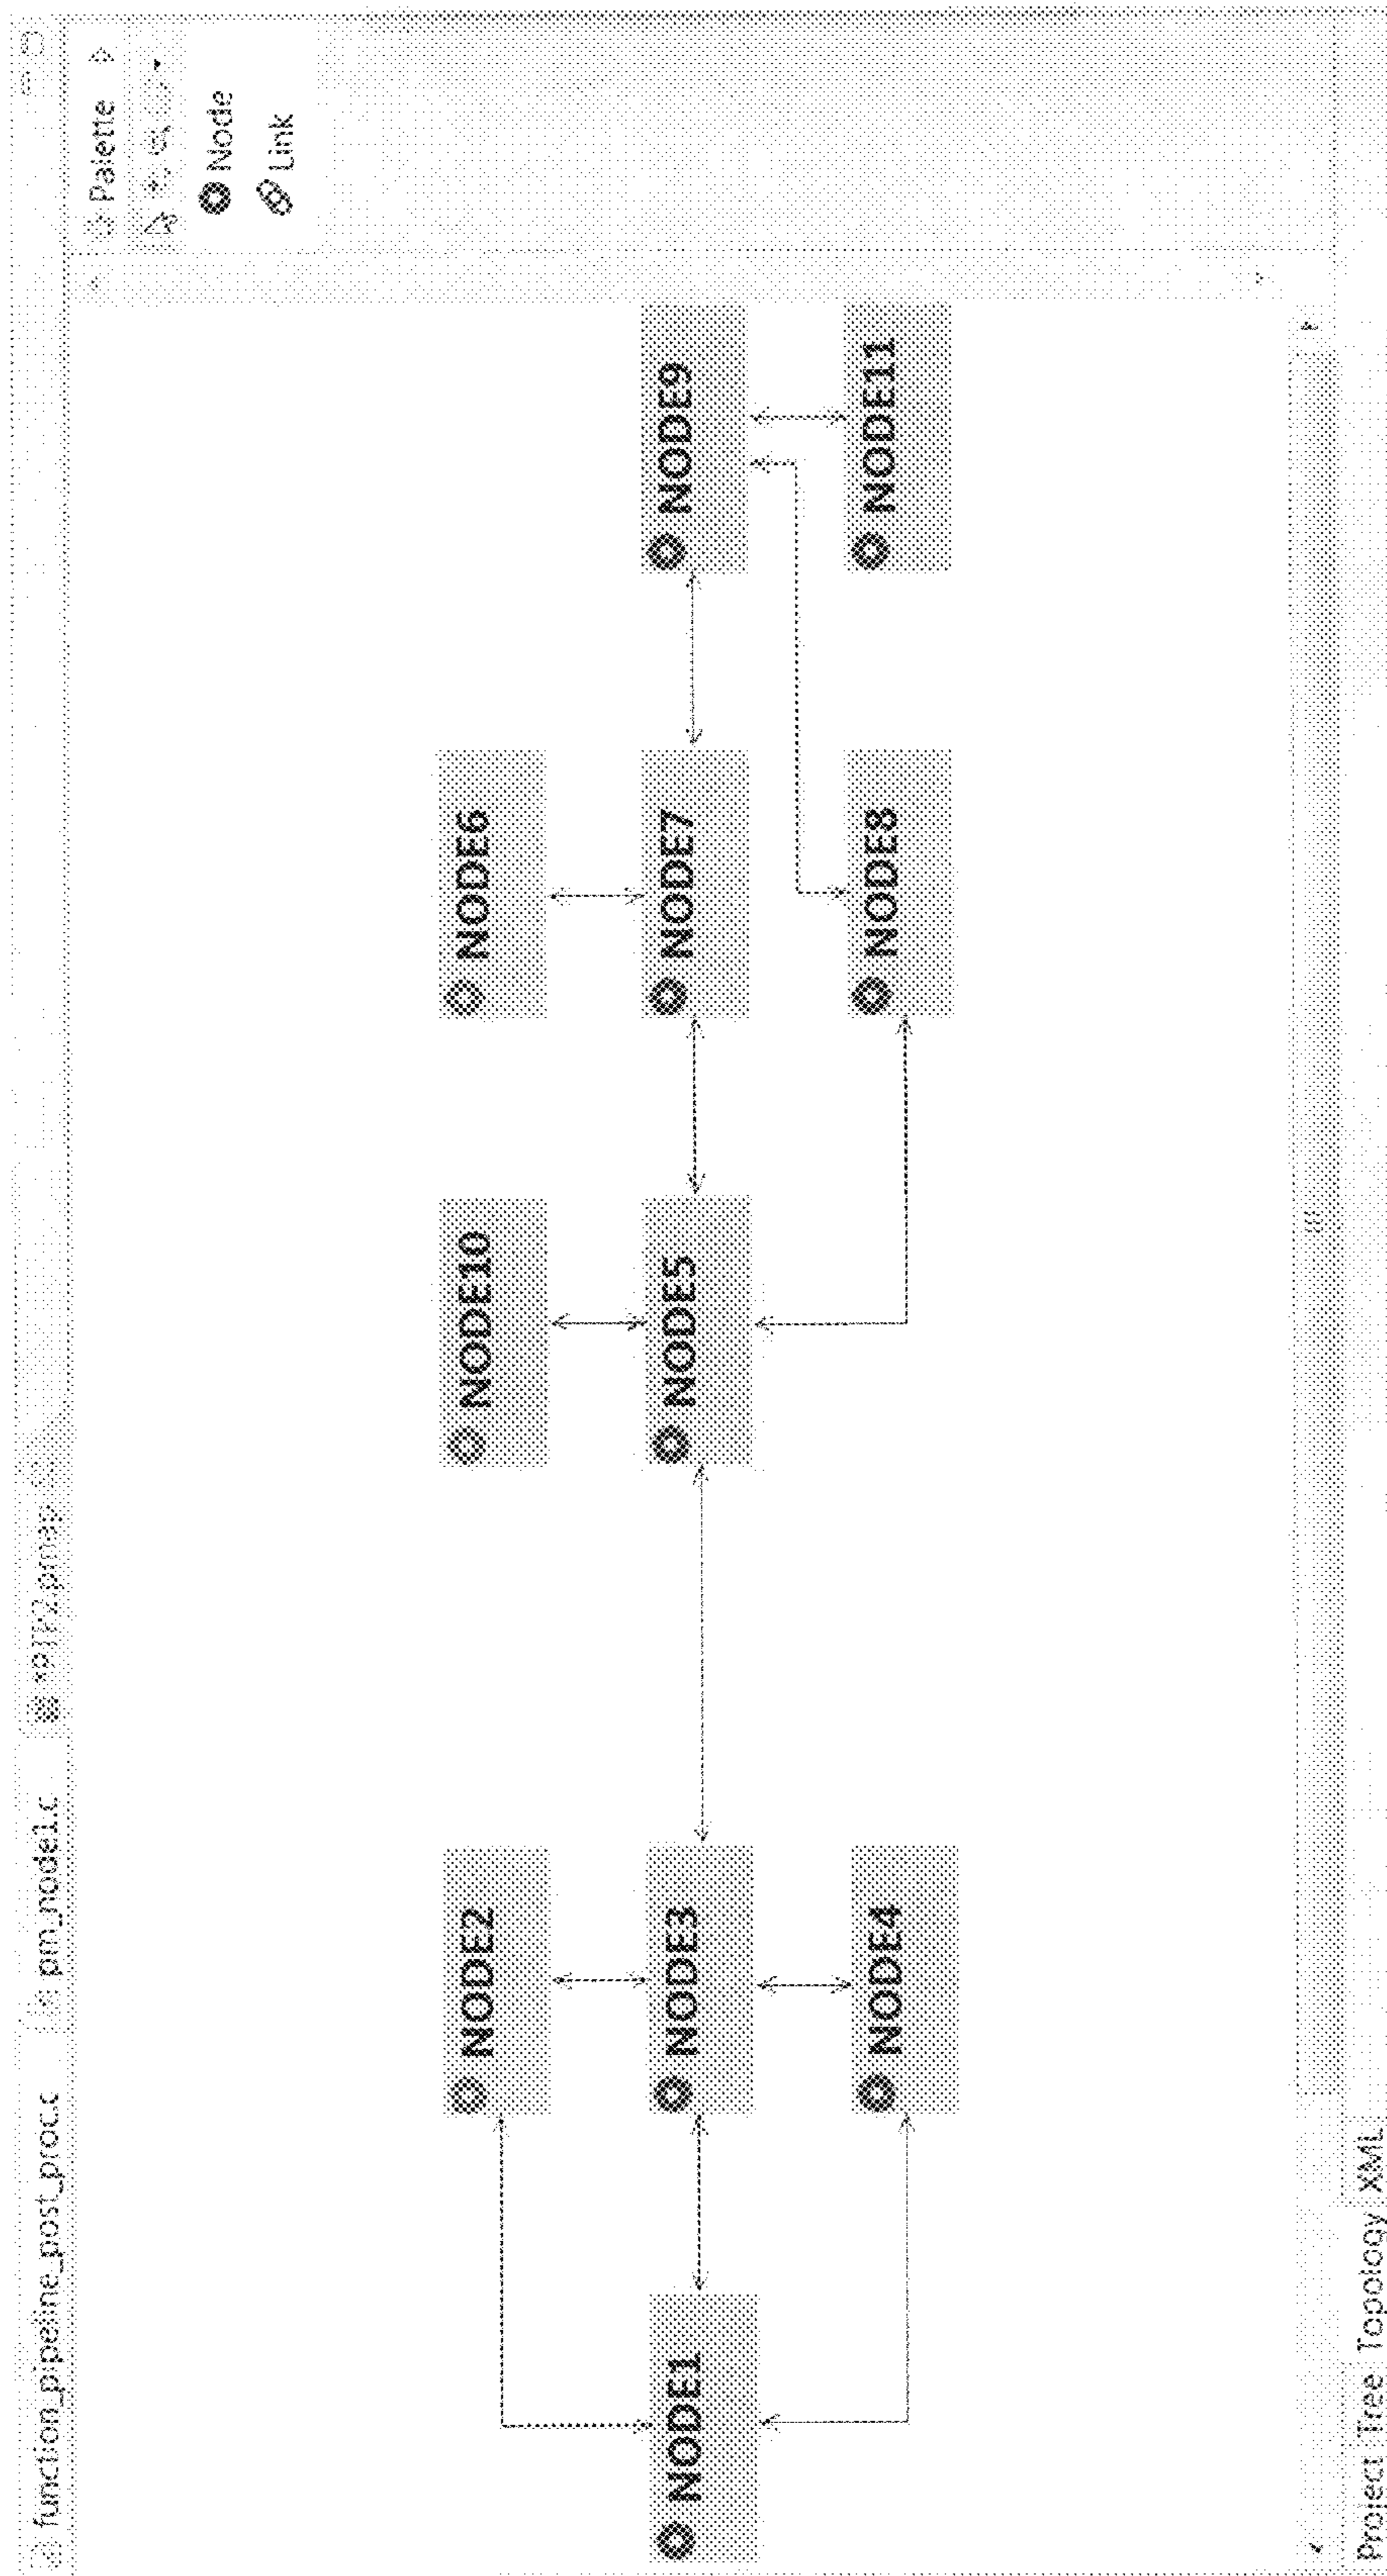 function_pipeline_post_proc.c
pm_node1.c
Palette
Node
Link
NODE2
NODE10
NODE6
NODE1
NODE3
NODE5
NODE7
NODE9
NODE4
NODE8
NODE11
Project Tree Topology XML